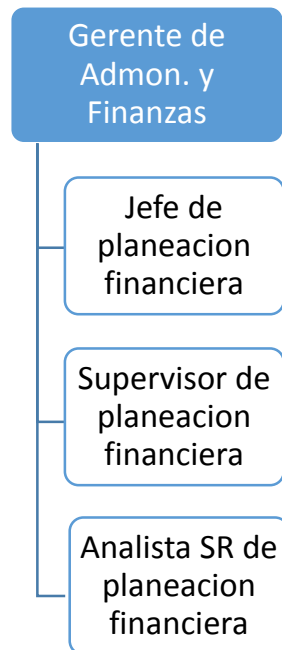 Gerente de
Admon. y
Finanzas
Jefe de
planeacion
financiera
Supervisor de
planeacion
financiera
Analista SR de
planeacion
financiera